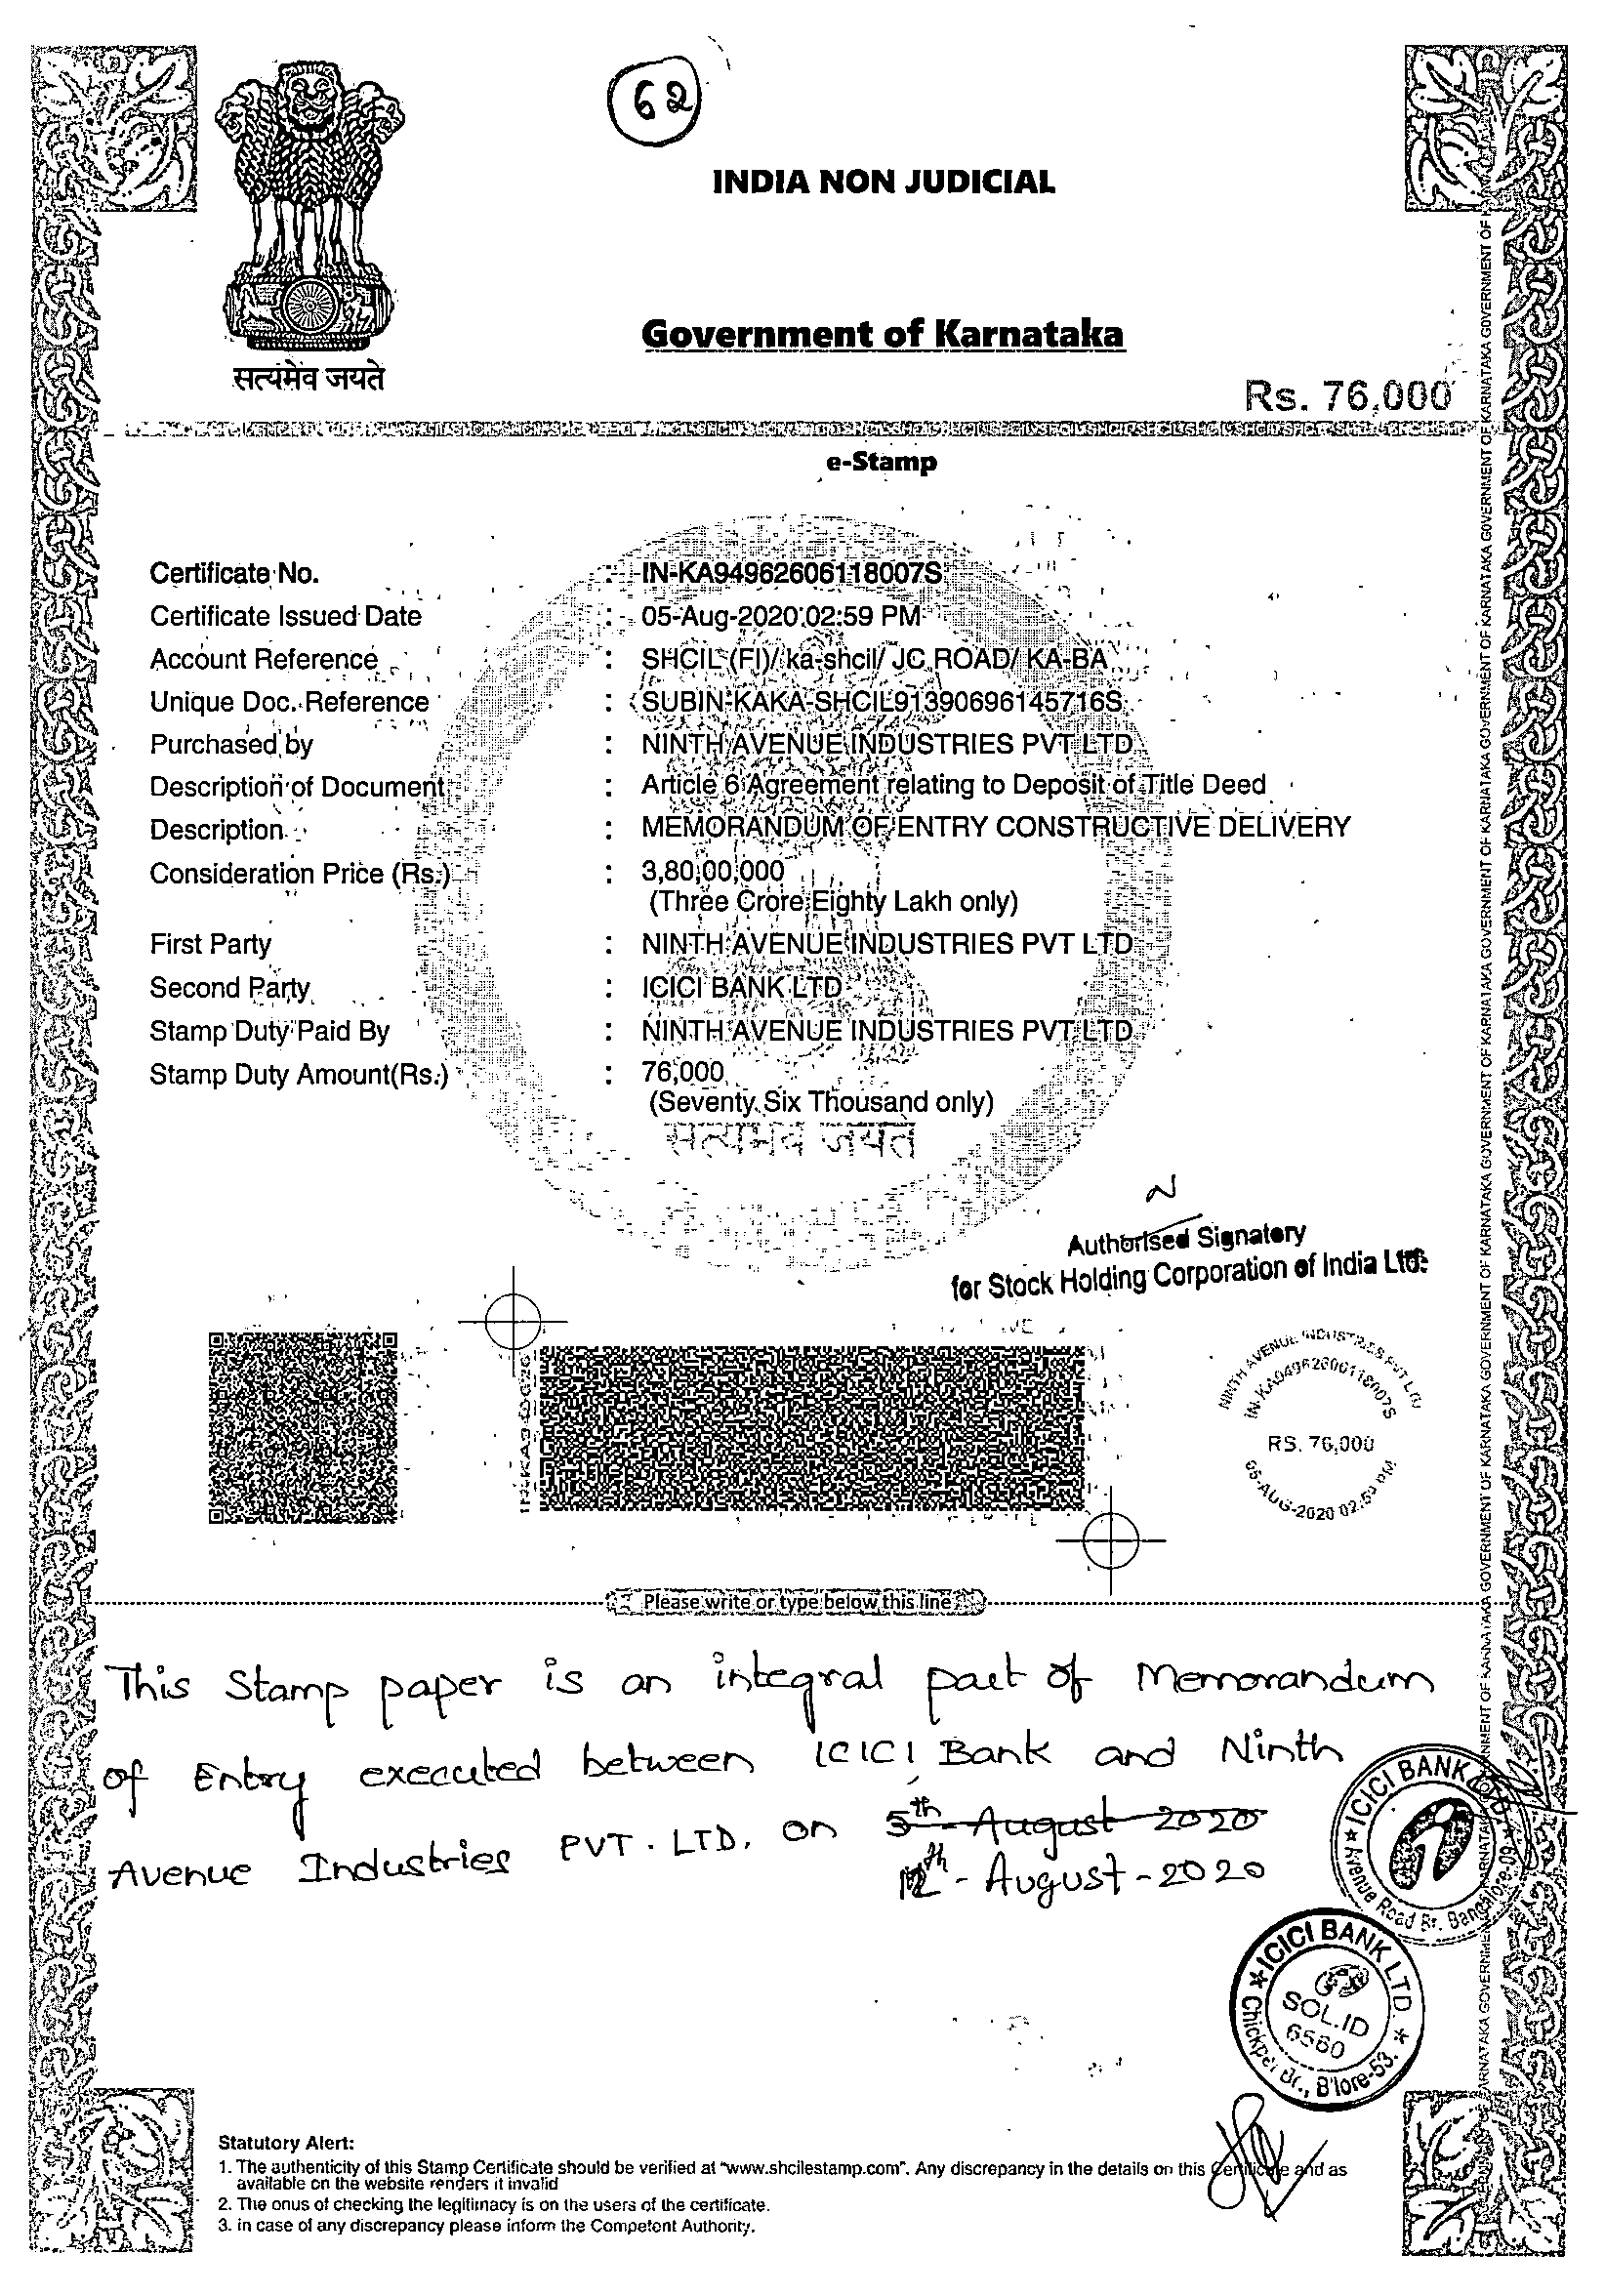 62
INDIA NON JUDICIAL
Government of Karnataka
सत्यमेव जयते
Rs. 76,000
e-Stamp
Certificate No. : IN-KA94962606118007S
Certificate Issued Date : 05-Aug-2020 02:59 PM
Account Reference : SHCIL (FI)/ ka-shcil/ JC ROAD/ KA-BA
Unique Doc. Reference : SUBIN-KAKA-SHCIL91390696145716S
Purchased by : NINTH AVENUE INDUSTRIES PVT LTD
Description of Document : Article 6 Agreement relating to Deposit of Title Deed
Description : MEMORANDUM OF ENTRY CONSTRUCTIVE DELIVERY
Consideration Price (Rs.) : 3,80,00,000
(Three Crore Eighty Lakh only)
First Party : NINTH AVENUE INDUSTRIES PVT LTD
Second Party : ICICI BANK LTD
Stamp Duty Paid By : NINTH AVENUE INDUSTRIES PVT LTD
Stamp Duty Amount(Rs.) : 76,000
(Seventy Six Thousand only)
सत्यमेव जयते
Authorised Signatory
for Stock Holding Corporation of India Ltd.
NINTH AVENUE INDUSTRIES PVT LTD
IN-KA94962606118007S
RS. 76,000
05-AUG-2020 02:59 PM
Please write or type below this line
This Stamp paper is an integral part of Memorandum
of Entry executed between ICICI Bank and Ninth
Avenue Industries PVT. LTD. on 5th August 2020
12th - August - 2020
ICICI BANK LTD
Avenue Road Br. Bangalore-09
ICICI BANK LTD.
SOL.ID
6560
Chickpet Br., B'lore-53.
Statutory Alert:
1. The authenticity of this Stamp Certificate should be verified at "www.shcilestamp.com". Any discrepancy in the details on this Certificate and as
available on the website renders it invalid
2. The onus of checking the legitimacy is on the users of the certificate.
3. in case of any discrepancy please inform the Competent Authority.